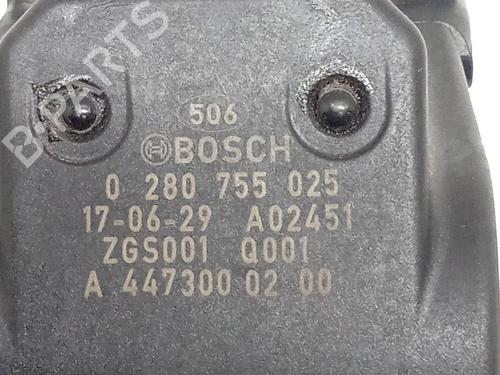 506
BOSCH
0 280 755 025
17-06-29 A02451
ZGS001 Q001
A 447300 02 00
B-PARTS